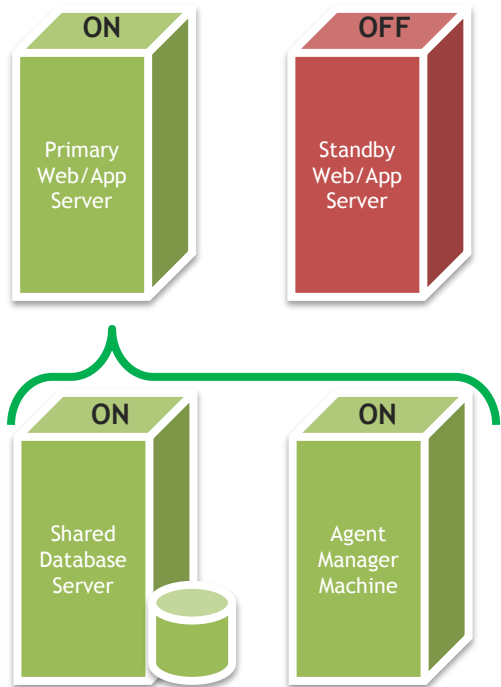 ON
Primary
Web/App
Server
OFF
Standby
Web/App
Server
ON
Shared
Database
Server
ON
Agent
Manager
Machine